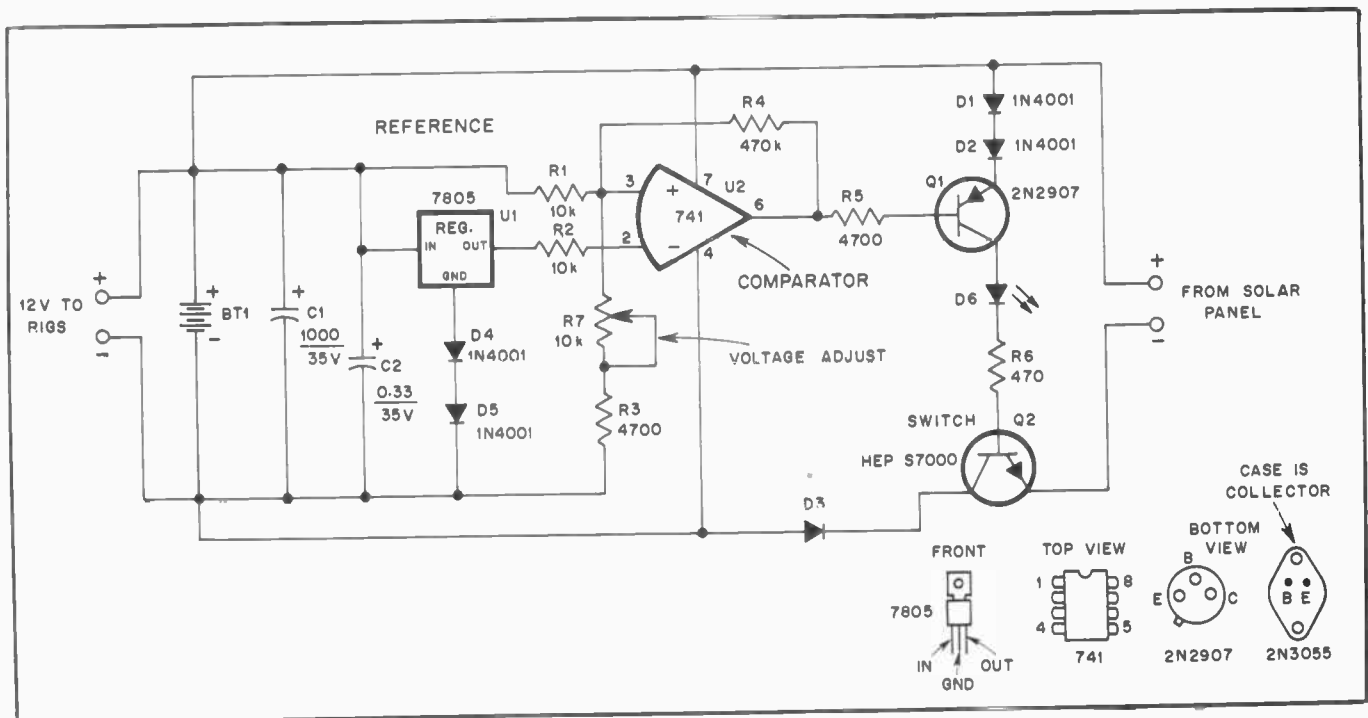 REFERENCE
R4
470k
D1
1N4001
D2
1N4001
R1
10k
3
+
7
U2
741
6
2
−
4
COMPARATOR
7805
U1
REG.
IN
OUT
GND
R2
10k
R5
4700
Q1
2N2907
12V TO
RIGS
+
−
+
BT1
-
+
C1
1000
35V
+
C2
0.33
35V
D4
1N4001
D5
1N4001
R7
10k
VOLTAGE ADJUST
R3
4700
D6
R6
470
+
FROM SOLAR
PANEL
−
SWITCH
Q2
HEP S7000
D3
FRONT
7805
IN
GND
OUT
TOP VIEW
1
8
4
5
741
BOTTOM
VIEW
B
E
C
2N2907
CASE IS
COLLECTOR
B E
2N3055